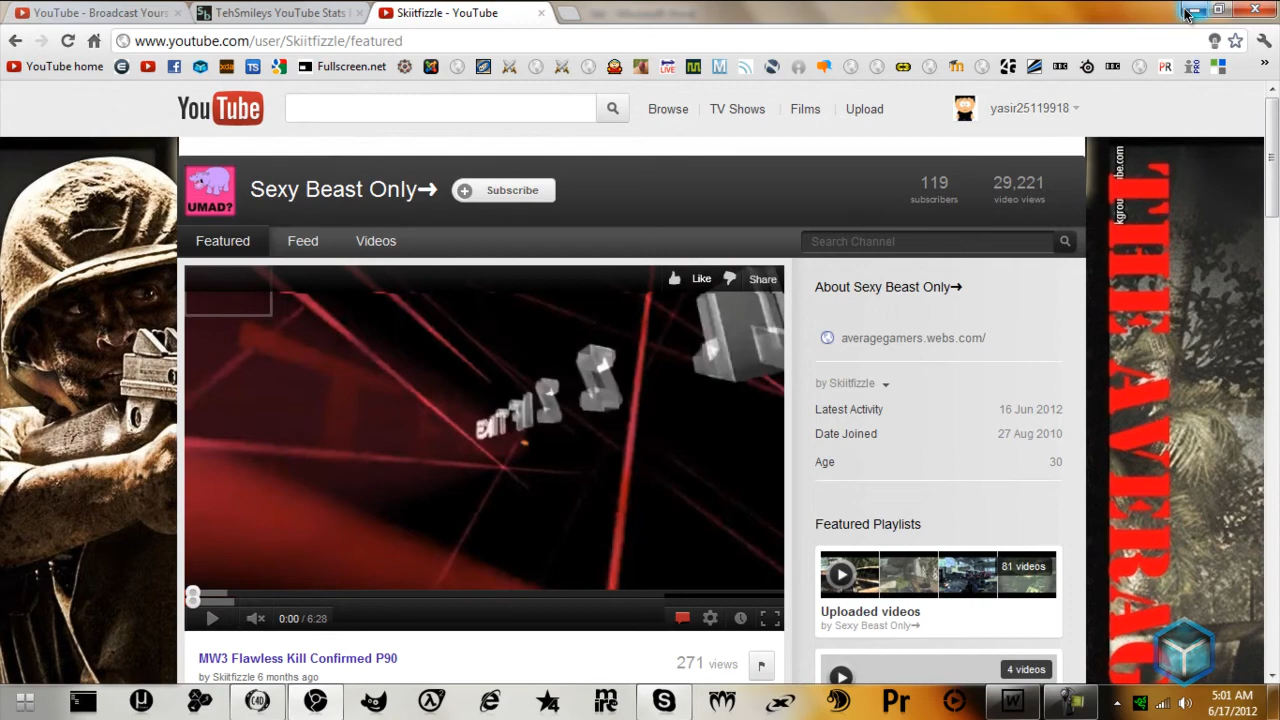 YouTube - Broadcast Yours
TehSmileys YouTube Stats
Skiitfizzle - YouTube
www.youtube.com/user/Skiitfizzle/featured
YouTube home
Fullscreen.net
LIVE
PR
»
YouTube
Browse
TV Shows
Films
Upload
yasir25119918
UMAD?
Sexy Beast Only→
Subscribe
119
subscribers
29,221
video views
Featured
Feed
Videos
Search Channel
Like
Share
0:00 / 6:28
MW3 Flawless Kill Confirmed P90
271 views
by Skiitfizzle 6 months ago
About Sexy Beast Only→
averagegamers.webs.com/
by Skiitfizzle
Latest Activity 16 Jun 2012
Date Joined 27 Aug 2010
Age 30
Featured Playlists
81 videos
Uploaded videos
by Sexy Beast Only→
4 videos
THE AVERAG
C4D
Pr
W
5:01 AM
6/17/2012